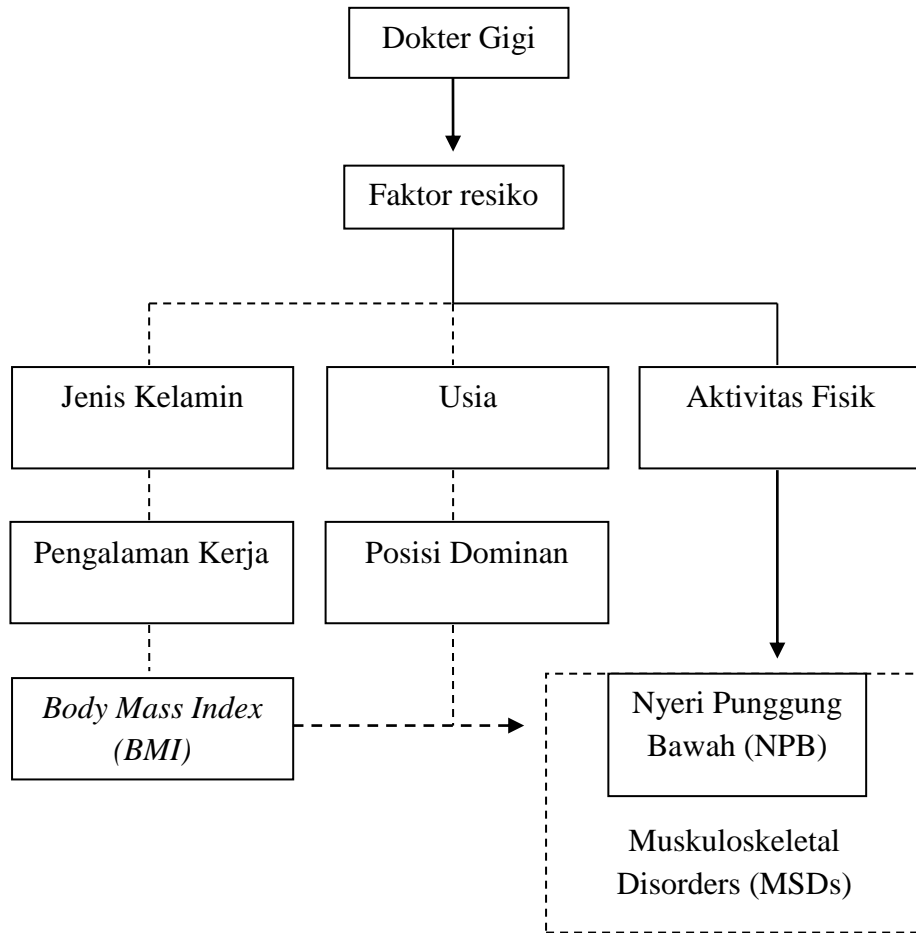 Dokter Gigi
Faktor resiko
Jenis Kelamin
Usia
Aktivitas Fisik
Pengalaman Kerja
Posisi Dominan
Body Mass Index
(BMI)
Nyeri Punggung
Bawah (NPB)
Muskuloskeletal
Disorders (MSDs)